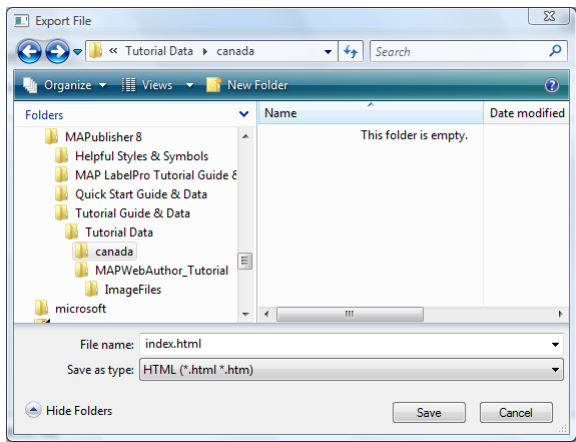 Export File
« Tutorial Data canada Search
Organize Views New Folder
Folders Name Date modified
This folder is empty.
MAPublisher 8
Helpful Styles & Symbols
MAP LabelPro Tutorial Guide &
Quick Start Guide & Data
Tutorial Guide & Data
Tutorial Data
canada
MAPWebAuthor_Tutorial
ImageFiles
microsoft
File name: index.html
Save as type: HTML (*.html *.htm)
Hide Folders Save Cancel